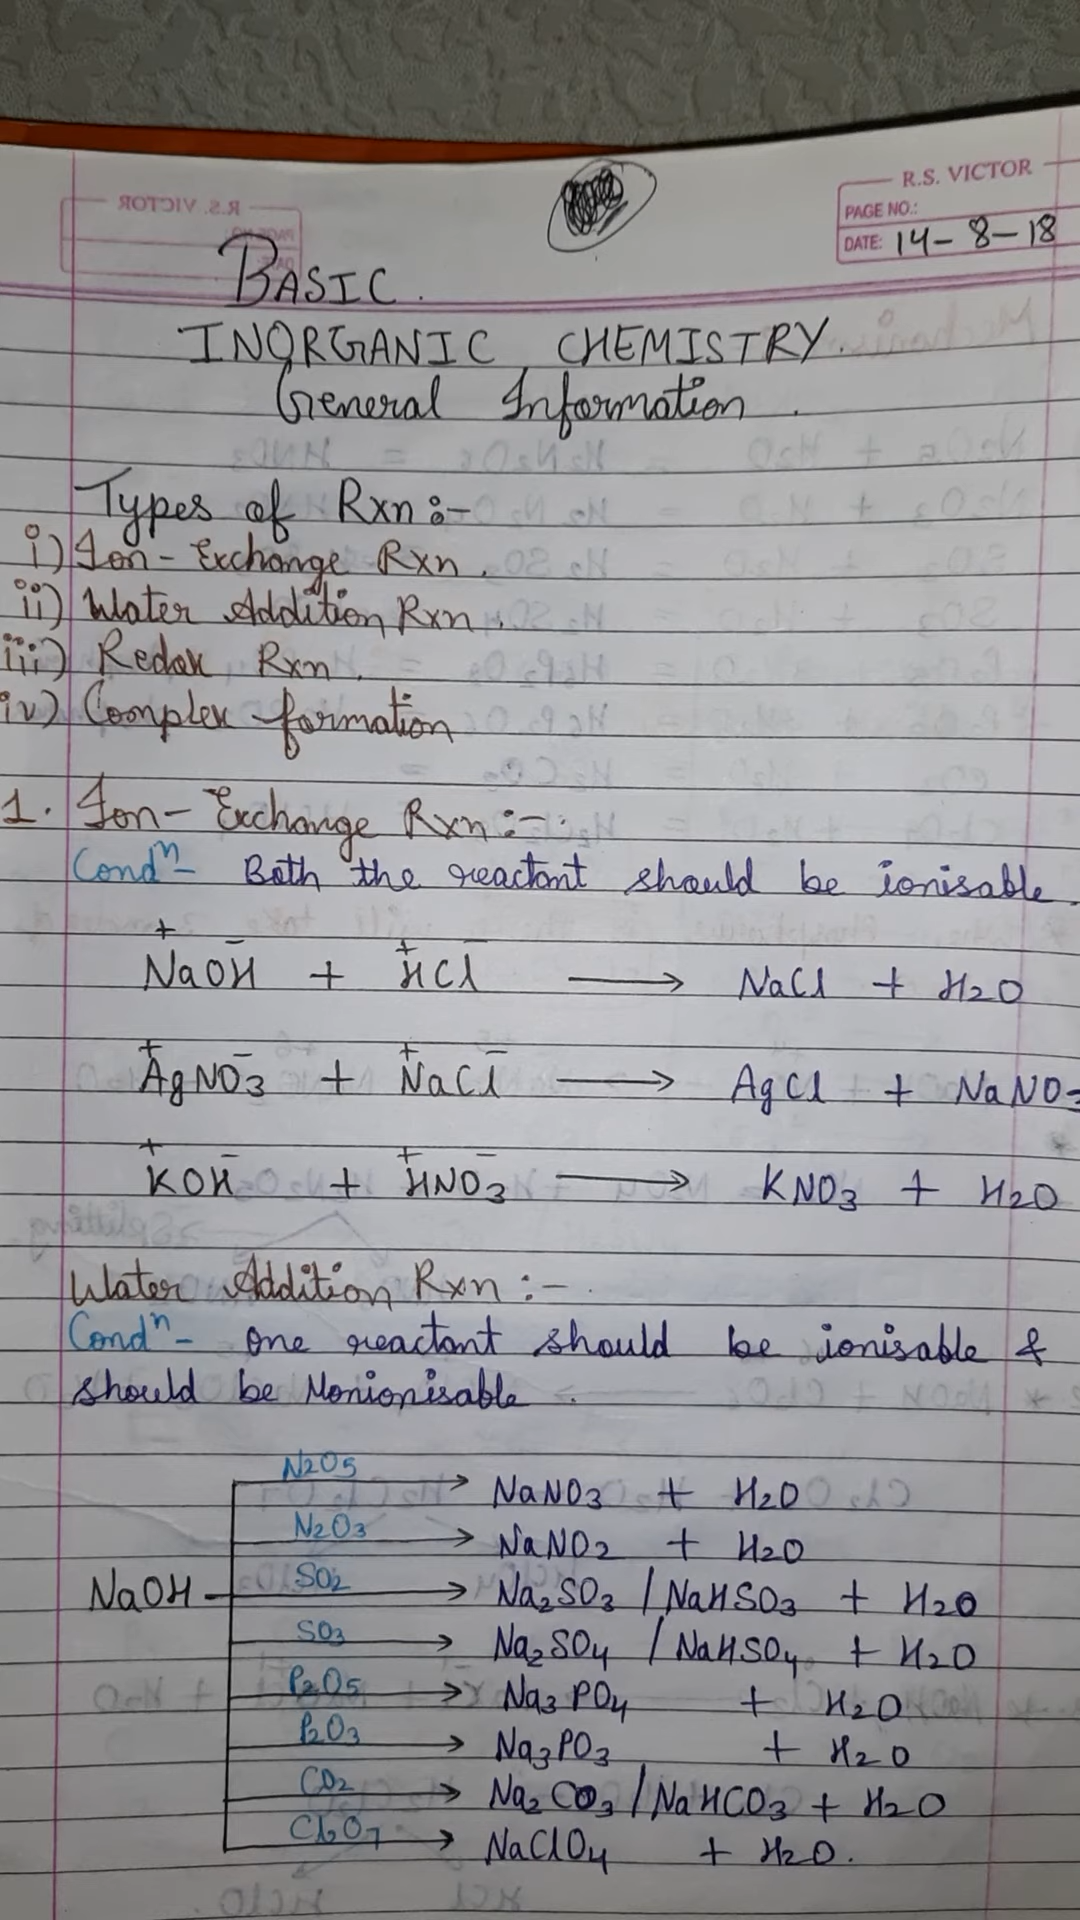 R.S. VICTOR
PAGE NO.:
DATE: 14-8-18
BASIC.
INORGANIC CHEMISTRY.
General Information.
Types of Rxn:-
i) Ion-Exchange Rxn.
ii) Water Addition Rxn.
iii) Redox Rxn.
iv) Complex formation
1. Ion-Exchange Rxn:-
Condⁿ- Both the reactant should be ionisable.
+ - + -
NaOH + HCl ⟶ NaCl + H2O
+ - + -
AgNO3 + NaCl ⟶ AgCl + NaNO3
+ - + -
KOH + HNO3 ⟶ KNO3 + H2O
Water Addition Rxn:-
Condⁿ- One reactant should be ionisable &
should be Nonionisable.
N2O5 ⟶ NaNO3 + H2O
N2O3 ⟶ NaNO2 + H2O
NaOH SO2 ⟶ Na2SO3 / NaHSO3 + H2O
SO3 ⟶ Na2SO4 / NaHSO4 + H2O
P2O5 ⟶ Na3PO4 + H2O
P2O3 ⟶ Na3PO3 + H2O
CO2 ⟶ Na2CO3 / NaHCO3 + H2O
Cl2O7 ⟶ NaClO4 + H2O.